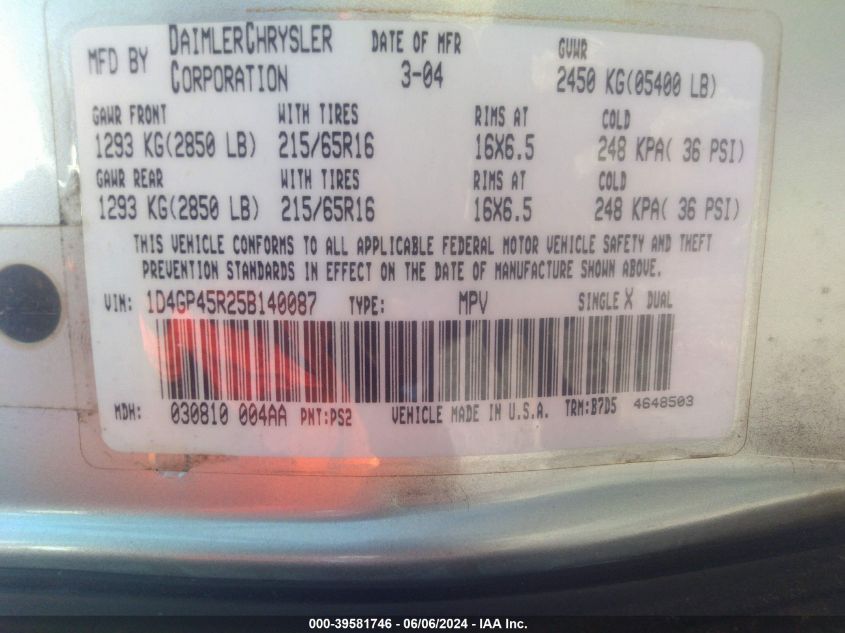 MFD BY DAIMLERCHRYSLER CORPORATION DATE OF MFR 3-04 GVWR 2450 KG(05400 LB)
GAWR FRONT WITH TIRES RIMS AT COLD
1293 KG(2850 LB) 215/65R16 16X6.5 248 KPA( 36 PSI)
GAWR REAR WITH TIRES RIMS AT COLD
1293 KG(2850 LB) 215/65R16 16X6.5 248 KPA( 36 PSI)
THIS VEHICLE CONFORMS TO ALL APPLICABLE FEDERAL MOTOR VEHICLE SAFETY AND THEFT
PREVENTION STANDARDS IN EFFECT ON THE DATE OF MANUFACTURE SHOWN ABOVE.
VIN: 1D4GP45R25B140087 TYPE: MPV SINGLE X DUAL
MDH: 030810 004AA PNT:PS2 VEHICLE MADE IN U.S.A. TRM:B7D5 4648503
000-39581746 - 06/06/2024 - IAA Inc.